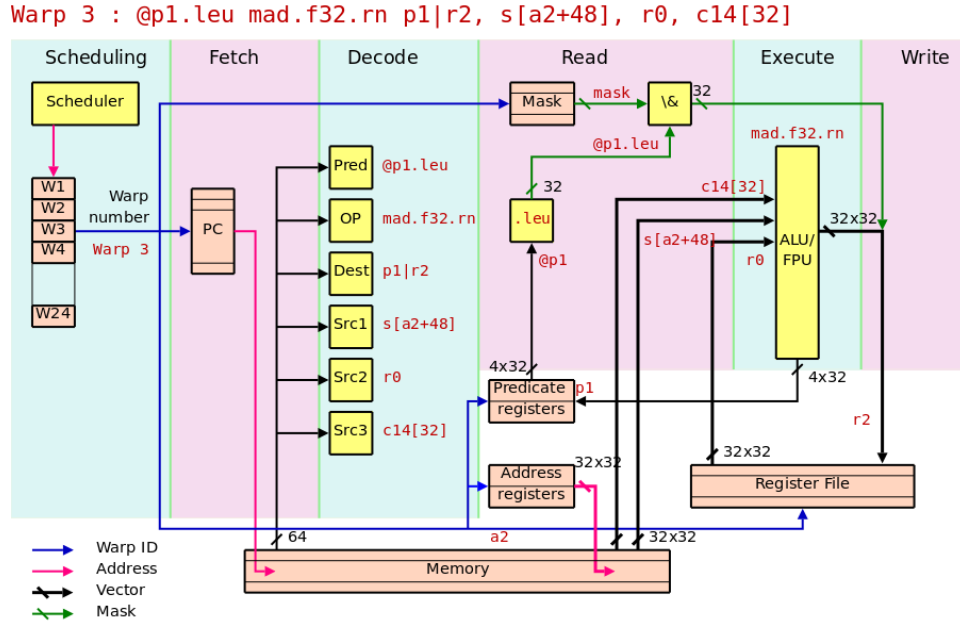 Warp 3 : @p1.leu mad.f32.rn p1|r2, s[a2+48], r0, c14[32]
Scheduling Fetch Decode Read Execute Write
Scheduler
Mask
mask
\&
32
mad.f32.rn
@p1.leu
Pred @p1.leu
32
c14[32]
W1
W2
W3
W4
W24
Warp
number
Warp 3
PC
OP mad.f32.rn
.leu
s[a2+48]
r0
ALU/
FPU
32x32
@p1
Dest p1|r2
Src1 s[a2+48]
Src2 r0
Src3 c14[32]
4x32
4x32
Predicate
registers
p1
r2
32x32
32x32
Address
registers
Register File
64
a2
32x32
Memory
Warp ID
Address
Vector
Mask